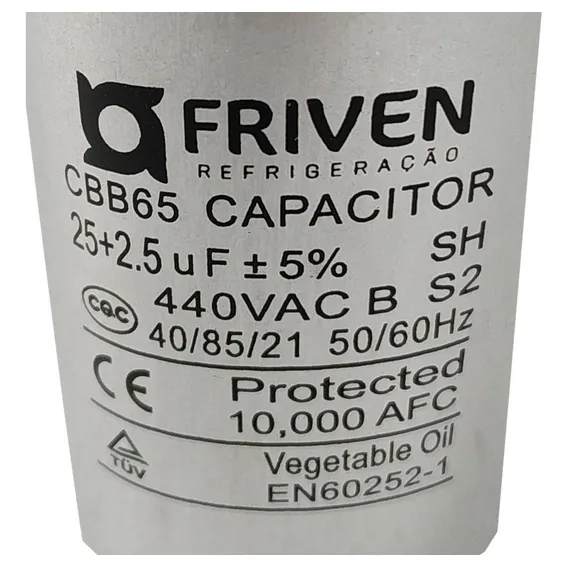 FRIVEN
REFRIGERAÇÃO
CBB65 CAPACITOR
25+2.5 uF ± 5% SH
CQC 440VAC B S2
40/85/21 50/60Hz
CE Protected
10,000 AFC
TÜV Vegetable Oil
EN60252-1